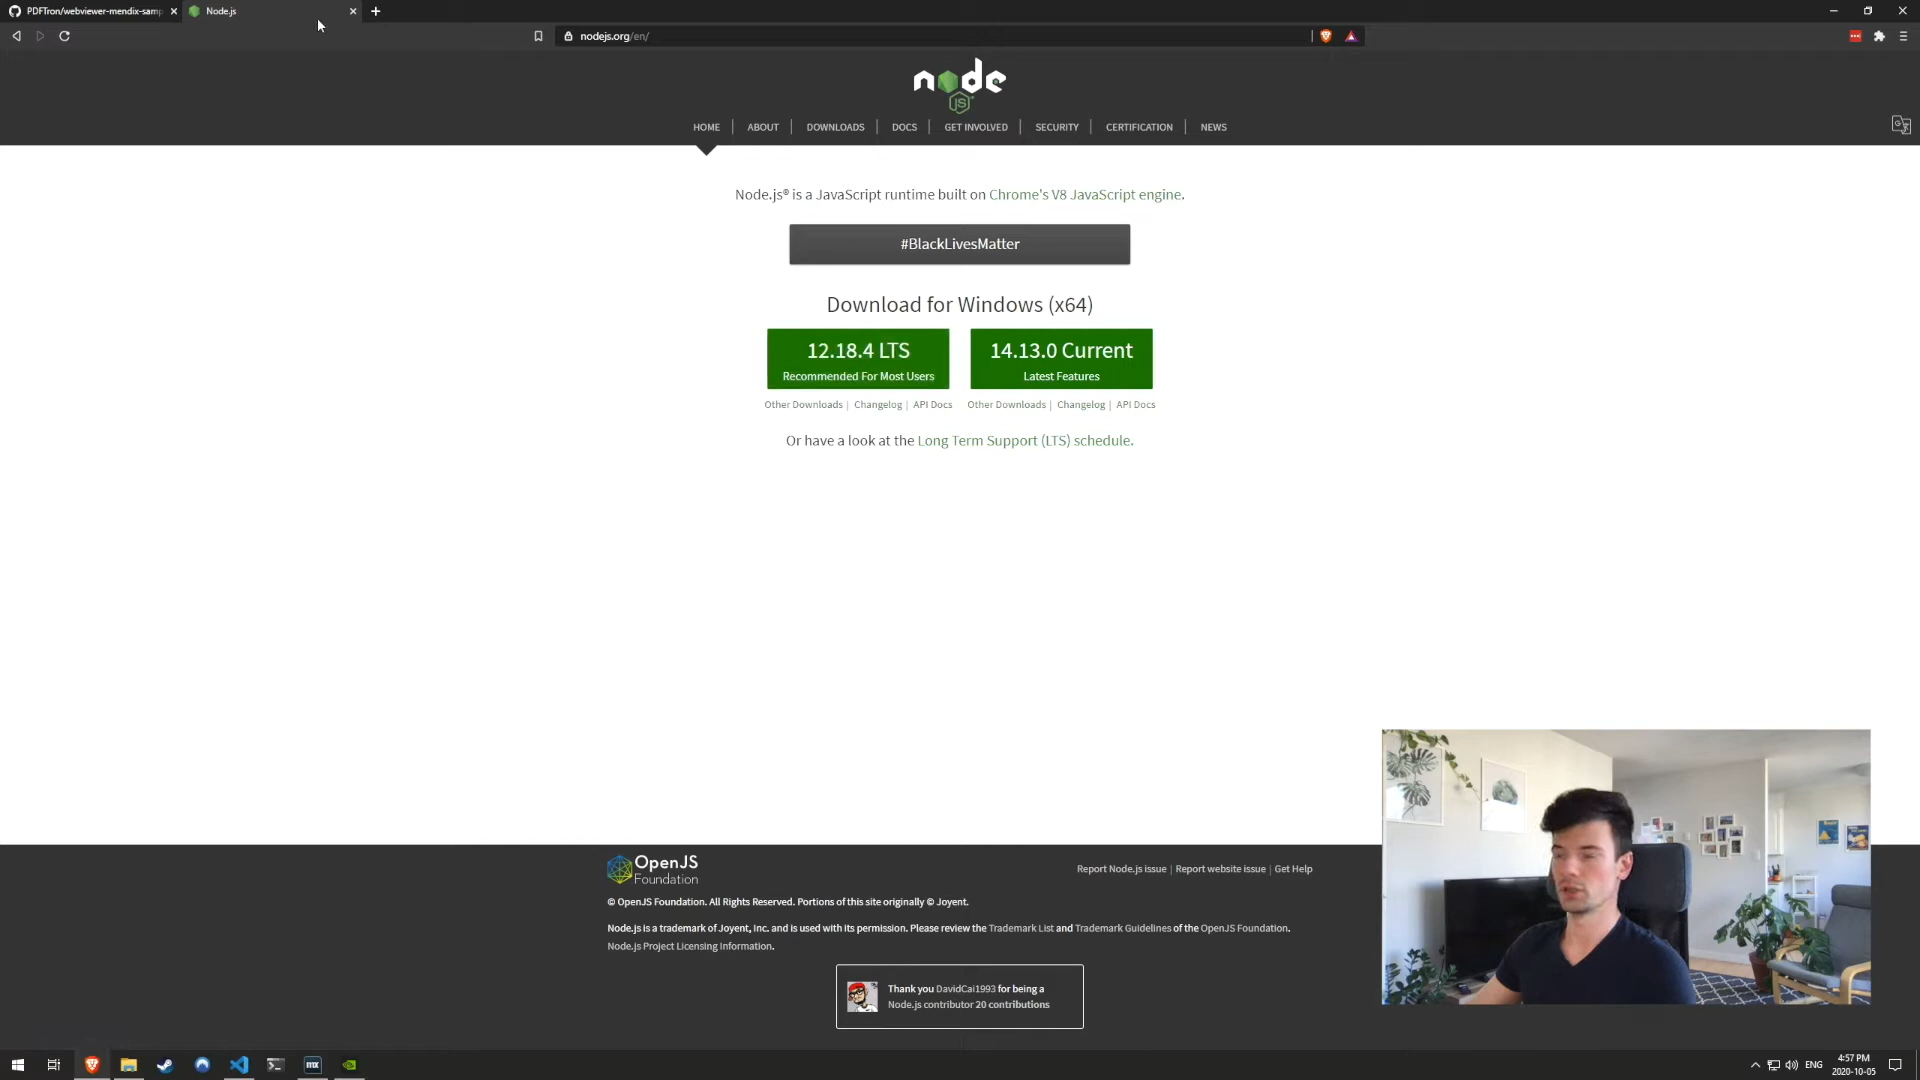 PDFTron/webviewer-mendix-samp
Node.js
nodejs.org/en/
node
JS
HOME
ABOUT
DOWNLOADS
DOCS
GET INVOLVED
SECURITY
CERTIFICATION
NEWS
Node.js® is a JavaScript runtime built on Chrome's V8 JavaScript engine.
#BlackLivesMatter
Download for Windows (x64)
12.18.4 LTS
Recommended For Most Users
14.13.0 Current
Latest Features
Other Downloads | Changelog | API Docs
Other Downloads | Changelog | API Docs
Or have a look at the Long Term Support (LTS) schedule.
OpenJS
Foundation
Report Node.js issue | Report website issue | Get Help
© OpenJS Foundation. All Rights Reserved. Portions of this site originally © Joyent.
Node.js is a trademark of Joyent, Inc. and is used with its permission. Please review the Trademark List and Trademark Guidelines of the OpenJS Foundation.
Node.js Project Licensing Information.
Thank you DavidCai1993 for being a
Node.js contributor 20 contributions
mx
ENG
4:57 PM
2020-10-05